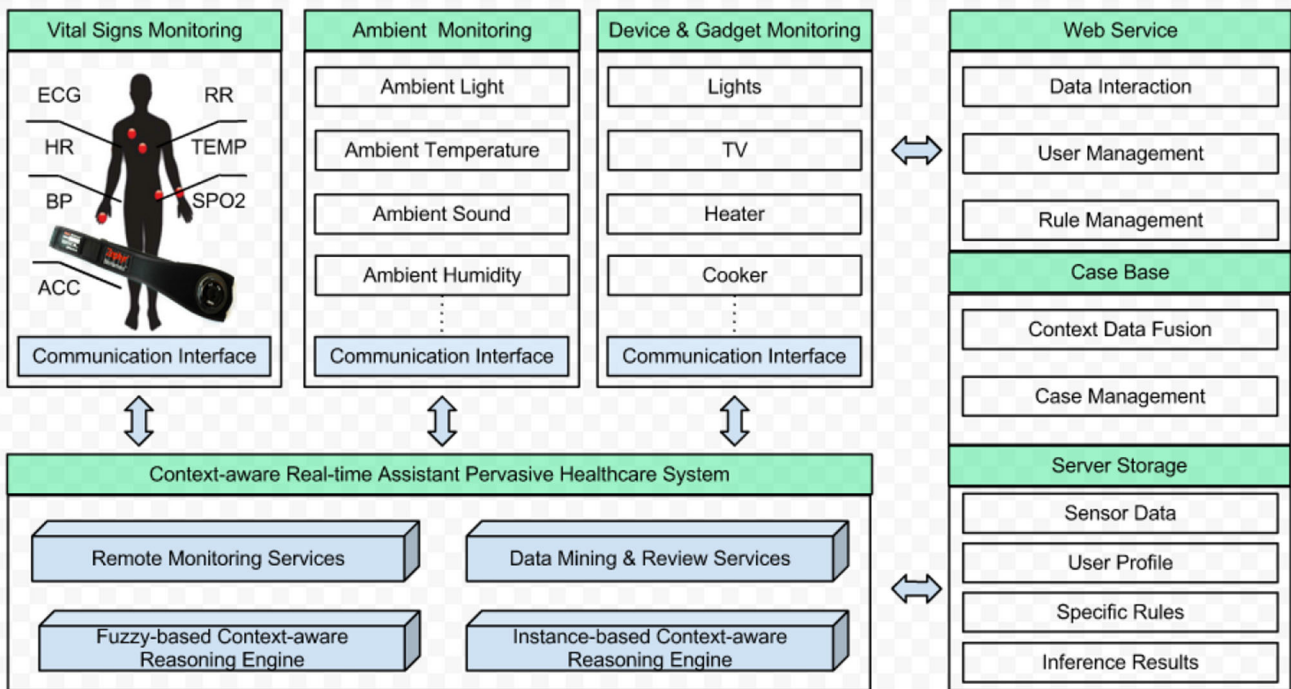 Vital Signs Monitoring
ECG
RR
HR
TEMP
BP
SPO2
ACC
Communication Interface
Ambient Monitoring
Ambient Light
Ambient Temperature
Ambient Sound
Ambient Humidity
Communication Interface
Device & Gadget Monitoring
Lights
TV
Heater
Cooker
Communication Interface
Context-aware Real-time Assistant Pervasive Healthcare System
Remote Monitoring Services
Data Mining & Review Services
Fuzzy-based Context-aware
Reasoning Engine
Instance-based Context-aware
Reasoning Engine
Web Service
Data Interaction
User Management
Rule Management
Case Base
Context Data Fusion
Case Management
Server Storage
Sensor Data
User Profile
Specific Rules
Inference Results